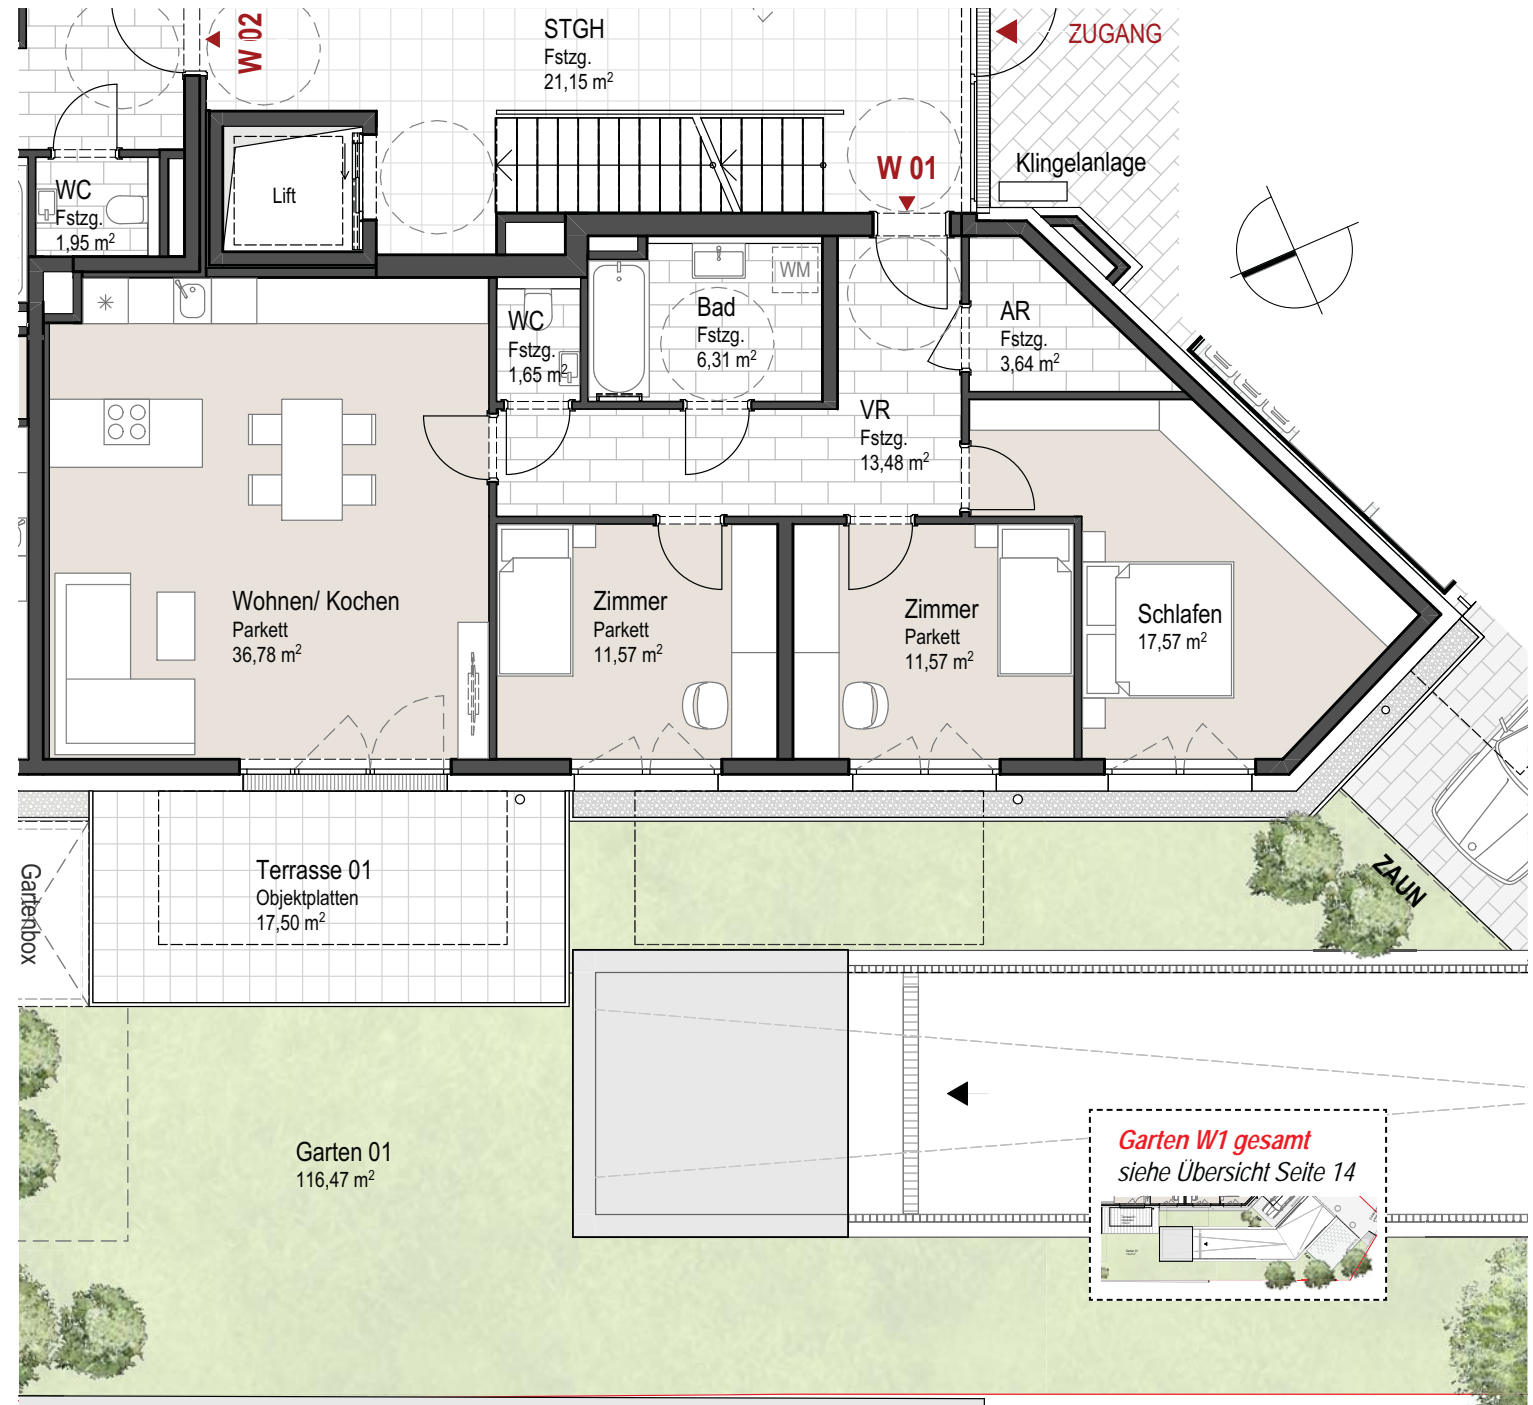 W 02
STGH
Fstzg.
21,15 m²
ZUGANG
Klingelanlage
W 01
Lift
WC
Fstzg.
1,95 m²
WM
Bad
Fstzg.
6,31 m²
WC
Fstzg.
1,65 m²
AR
Fstzg.
3,64 m²
VR
Fstzg.
13,48 m²
Wohnen/ Kochen
Parkett
36,78 m²
Zimmer
Parkett
11,57 m²
Zimmer
Parkett
11,57 m²
Schlafen
17,57 m²
Gartenbox
Terrasse 01
Objektplatten
17,50 m²
ZAUN
Garten 01
116,47 m²
Garten W1 gesamt
siehe Übersicht Seite 14